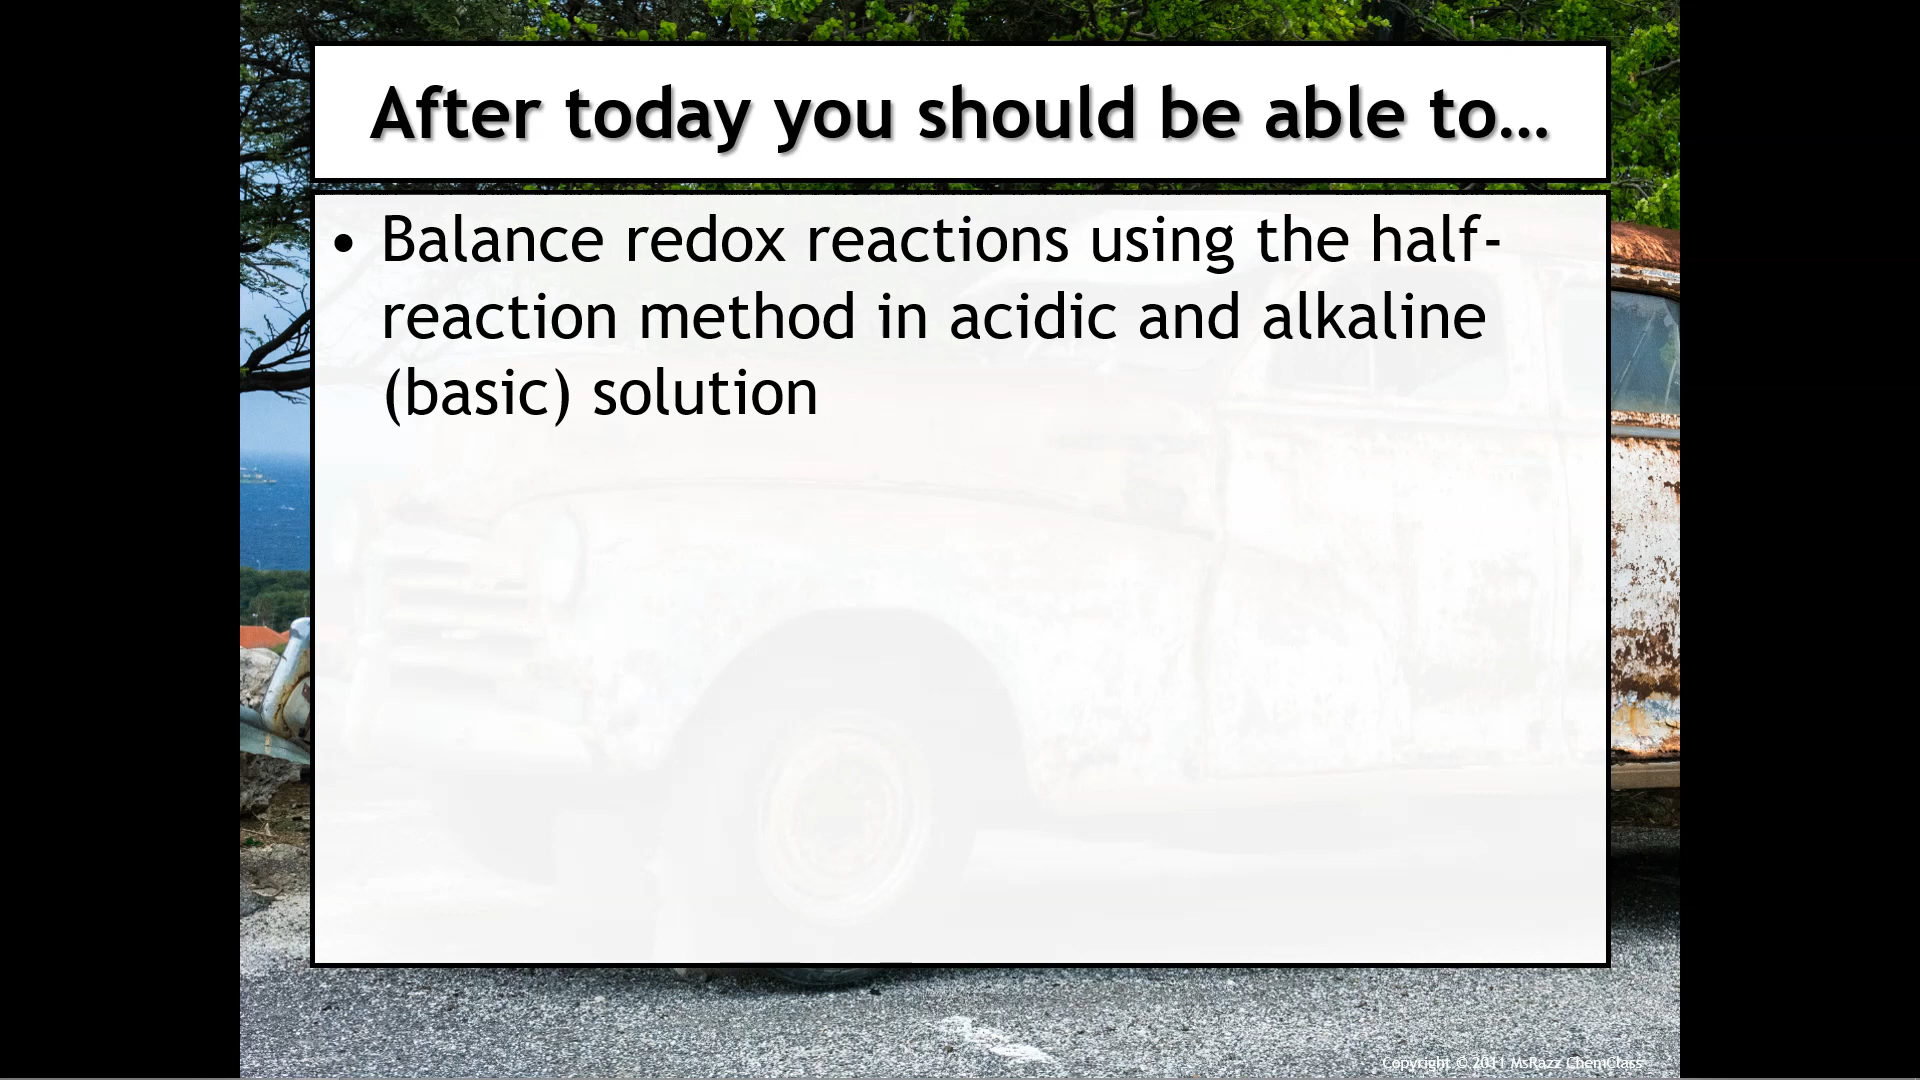 After today you should be able to…
• Balance redox reactions using the half-
reaction method in acidic and alkaline
(basic) solution
Copyright © 2011 MsRazz ChemClass